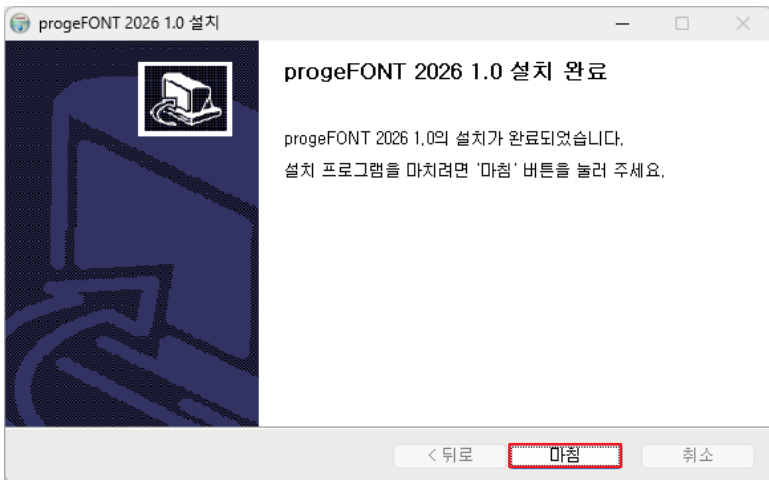 progeFONT 2026 1.0 설치
progeFONT 2026 1.0 설치 완료
progeFONT 2026 1.0의 설치가 완료되었습니다.
설치 프로그램을 마치려면 '마침' 버튼을 눌러 주세요.
< 뒤로
마침
취소